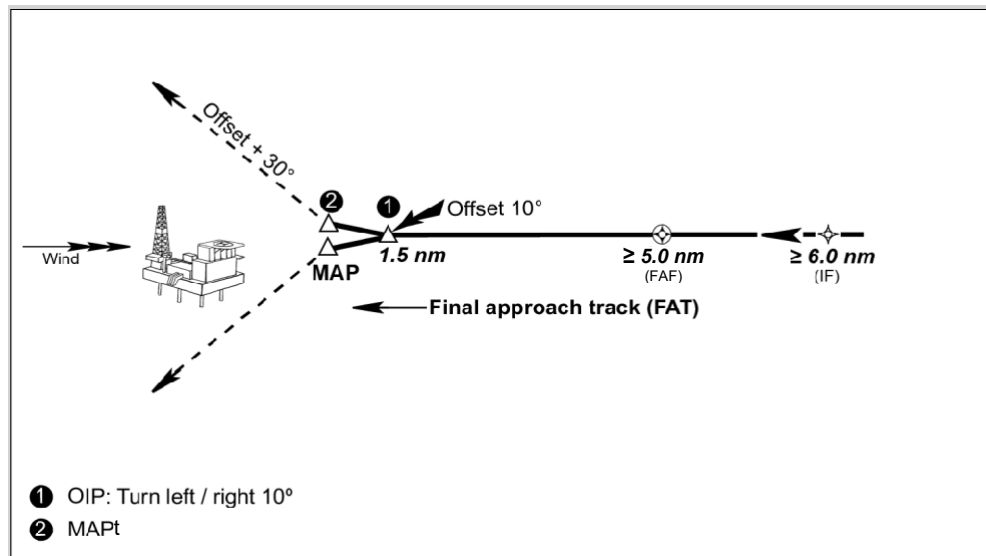 Offset + 30°
2
1
Offset 10°
Wind
MAP
1.5 nm
≥ 5.0 nm
(FAF)
≥ 6.0 nm
(IF)
Final approach track (FAT)
1 OIP: Turn left / right 10º
2 MAPt